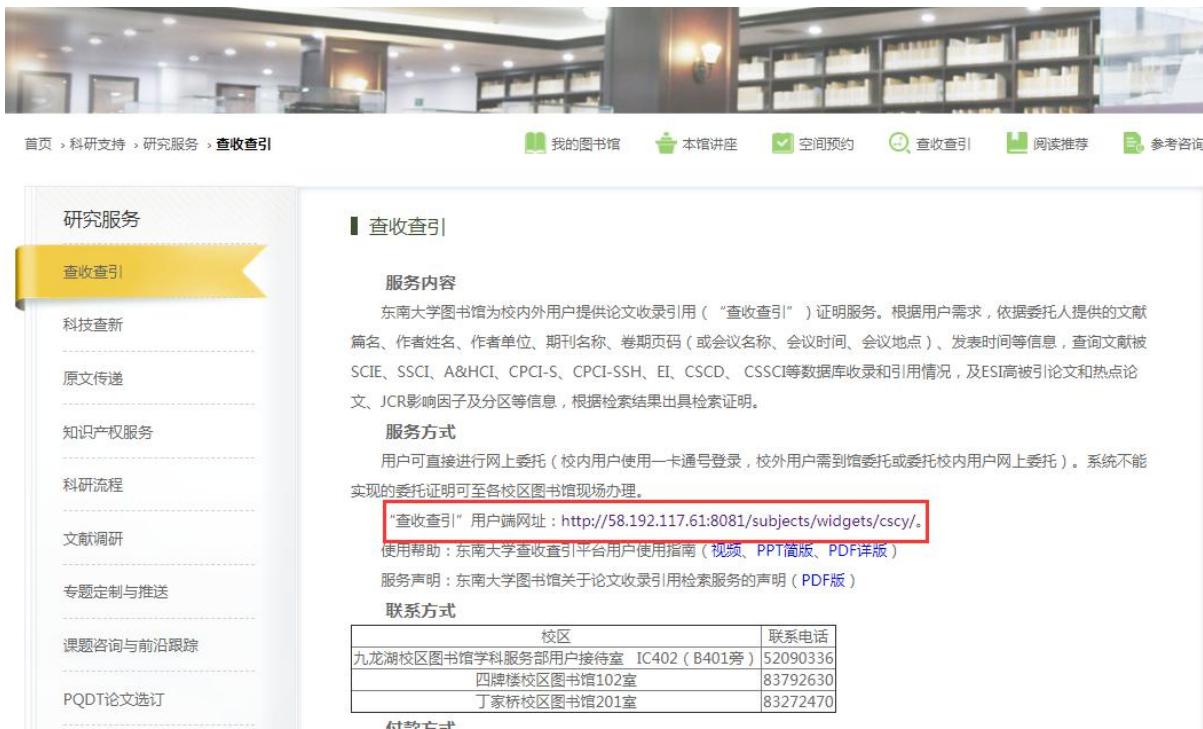 首页 › 科研支持 › 研究服务 › 查收查引
我的图书馆 本馆讲座 空间预约 查收查引 阅读推荐 参考咨询
研究服务
查收查引
科技查新
原文传递
知识产权服务
科研流程
文献调研
专题定制与推送
课题咨询与前沿跟踪
PQDT论文选订
查收查引
服务内容
东南大学图书馆为校内外用户提供论文收录引用（“查收查引”）证明服务。根据用户需求，依据委托人提供的文献
篇名、作者姓名、作者单位、期刊名称、卷期页码（或会议名称、会议时间、会议地点）、发表时间等信息，查询文献被
SCIE、SSCI、A&HCI、CPCI-S、CPCI-SSH、EI、CSCD、 CSSCI等数据库收录和引用情况，及ESI高被引论文和热点论
文、JCR影响因子及分区等信息，根据检索结果出具检索证明。
服务方式
用户可直接进行网上委托（校内用户使用一卡通号登录，校外用户需到馆委托或委托校内用户网上委托）。系统不能
实现的委托证明可至各校区图书馆现场办理。
“查收查引”用户端网址：http://58.192.117.61:8081/subjects/widgets/cscy/。
使用帮助：东南大学查收查引平台用户使用指南（视频、PPT简版、PDF详版）
服务声明：东南大学图书馆关于论文收录引用检索服务的声明（PDF版）
联系方式
校区 联系电话
九龙湖校区图书馆学科服务部用户接待室 IC402（B401旁） 52090336
四牌楼校区图书馆102室 83792630
丁家桥校区图书馆201室 83272470
付款方式